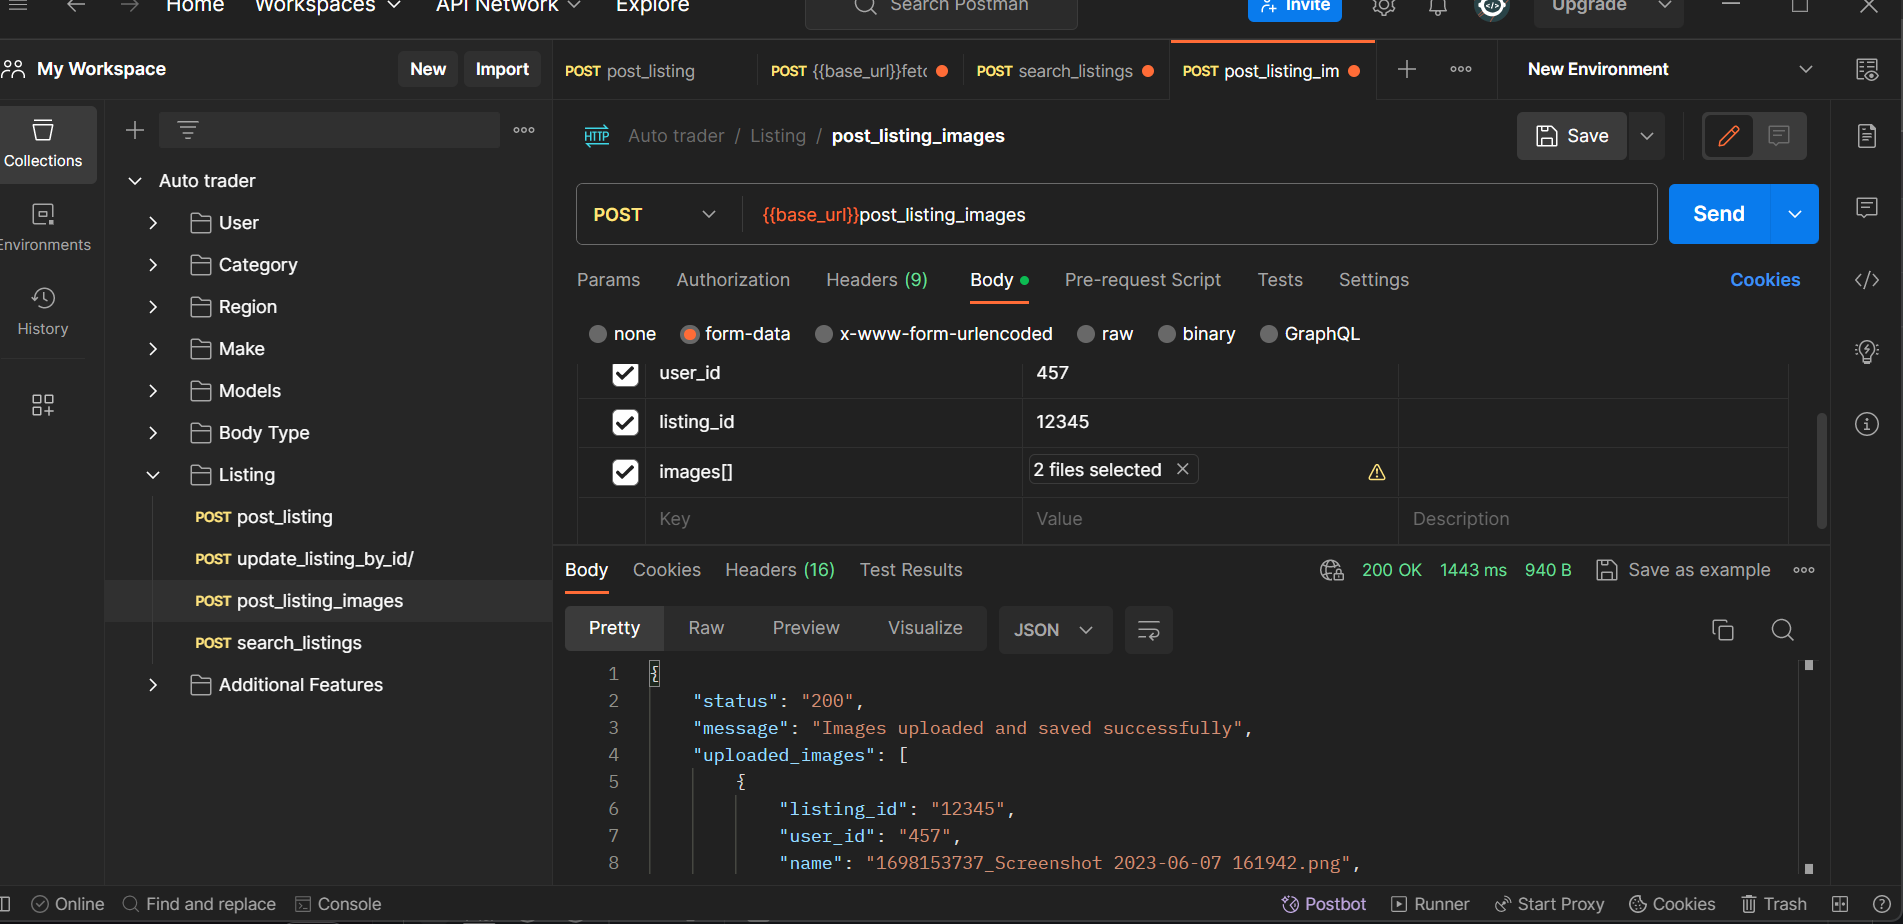 Home Workspaces API Network Explore Search Postman Invite Upgrade
My Workspace New Import POST post_listing POST {{base_url}}fetc POST search_listings POST post_listing_im New Environment
Collections
Environments
History
Auto trader
User
Category
Region
Make
Models
Body Type
Listing
POST post_listing
POST update_listing_by_id/
POST post_listing_images
POST search_listings
Additional Features
HTTP Auto trader / Listing / post_listing_images Save
POST {{base_url}}post_listing_images Send
Params Authorization Headers (9) Body Pre-request Script Tests Settings Cookies
none form-data x-www-form-urlencoded raw binary GraphQL
user_id 457
listing_id 12345
images[] 2 files selected
Key Value Description
Body Cookies Headers (16) Test Results 200 OK 1443 ms 940 B Save as example
Pretty Raw Preview Visualize JSON
1 {
2 "status": "200",
3 "message": "Images uploaded and saved successfully",
4 "uploaded_images": [
5 {
6 "listing_id": "12345",
7 "user_id": "457",
8 "name": "1698153737_Screenshot 2023-06-07 161942.png",
Online Find and replace Console Postbot Runner Start Proxy Cookies Trash